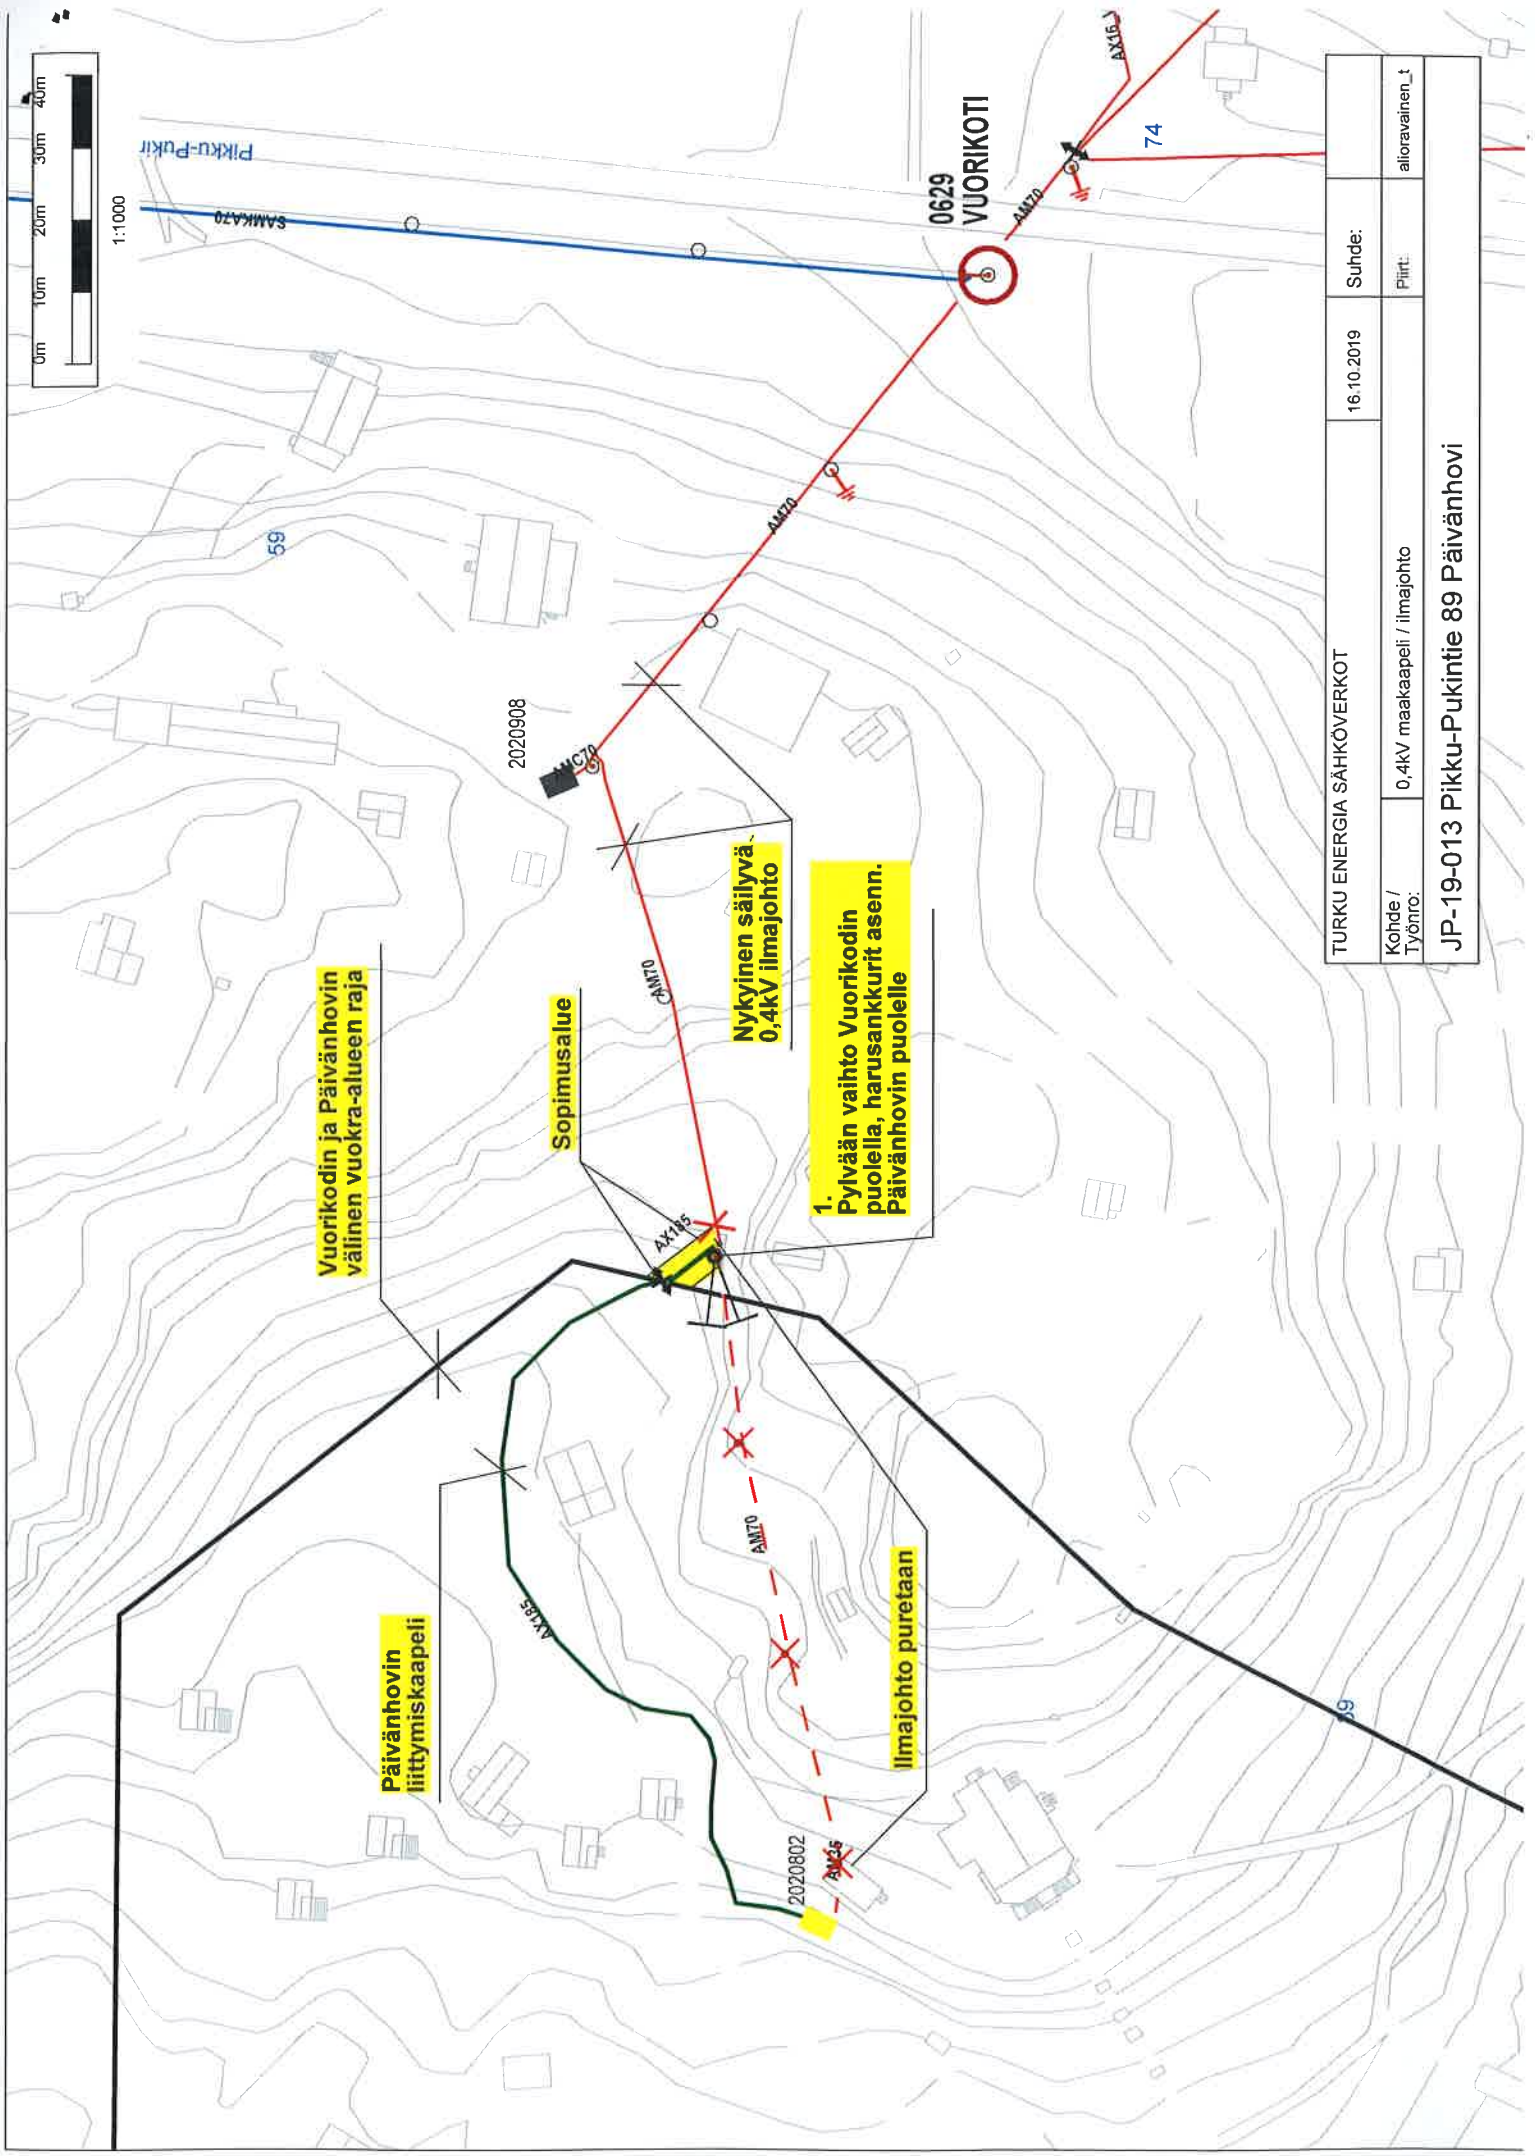 0m 10m 20m 30m 40m
1:1000
Pikku-Pukir
SAMKA70
59
0629
VUORIKOTI
AM70
74
AM70
2020908
AMC70
AM70
Vuorikodin ja Päivänhovin
välinen vuokra-alueen raja
Sopimusalue
Nykyinen säilyvä
0,4kV ilmajohto
1.
Pylvään vaihto Vuorikodin
puolella, harusankkurit asenn.
Päivänhovin puolelle
AX185
Päivänhovin
liittymiskaapeli
AX185
AM70
Ilmajohto puretaan
2020802
AM35
89
TURKU ENERGIA SÄHKÖVERKOT
16.10.2019
Suhde:
Kohde /
Työnro:
0,4kV maakaapeli / ilmajohto
Piirt:
alioravainen_t
JP-19-013 Pikku-Pukintie 89 Päivänhovi